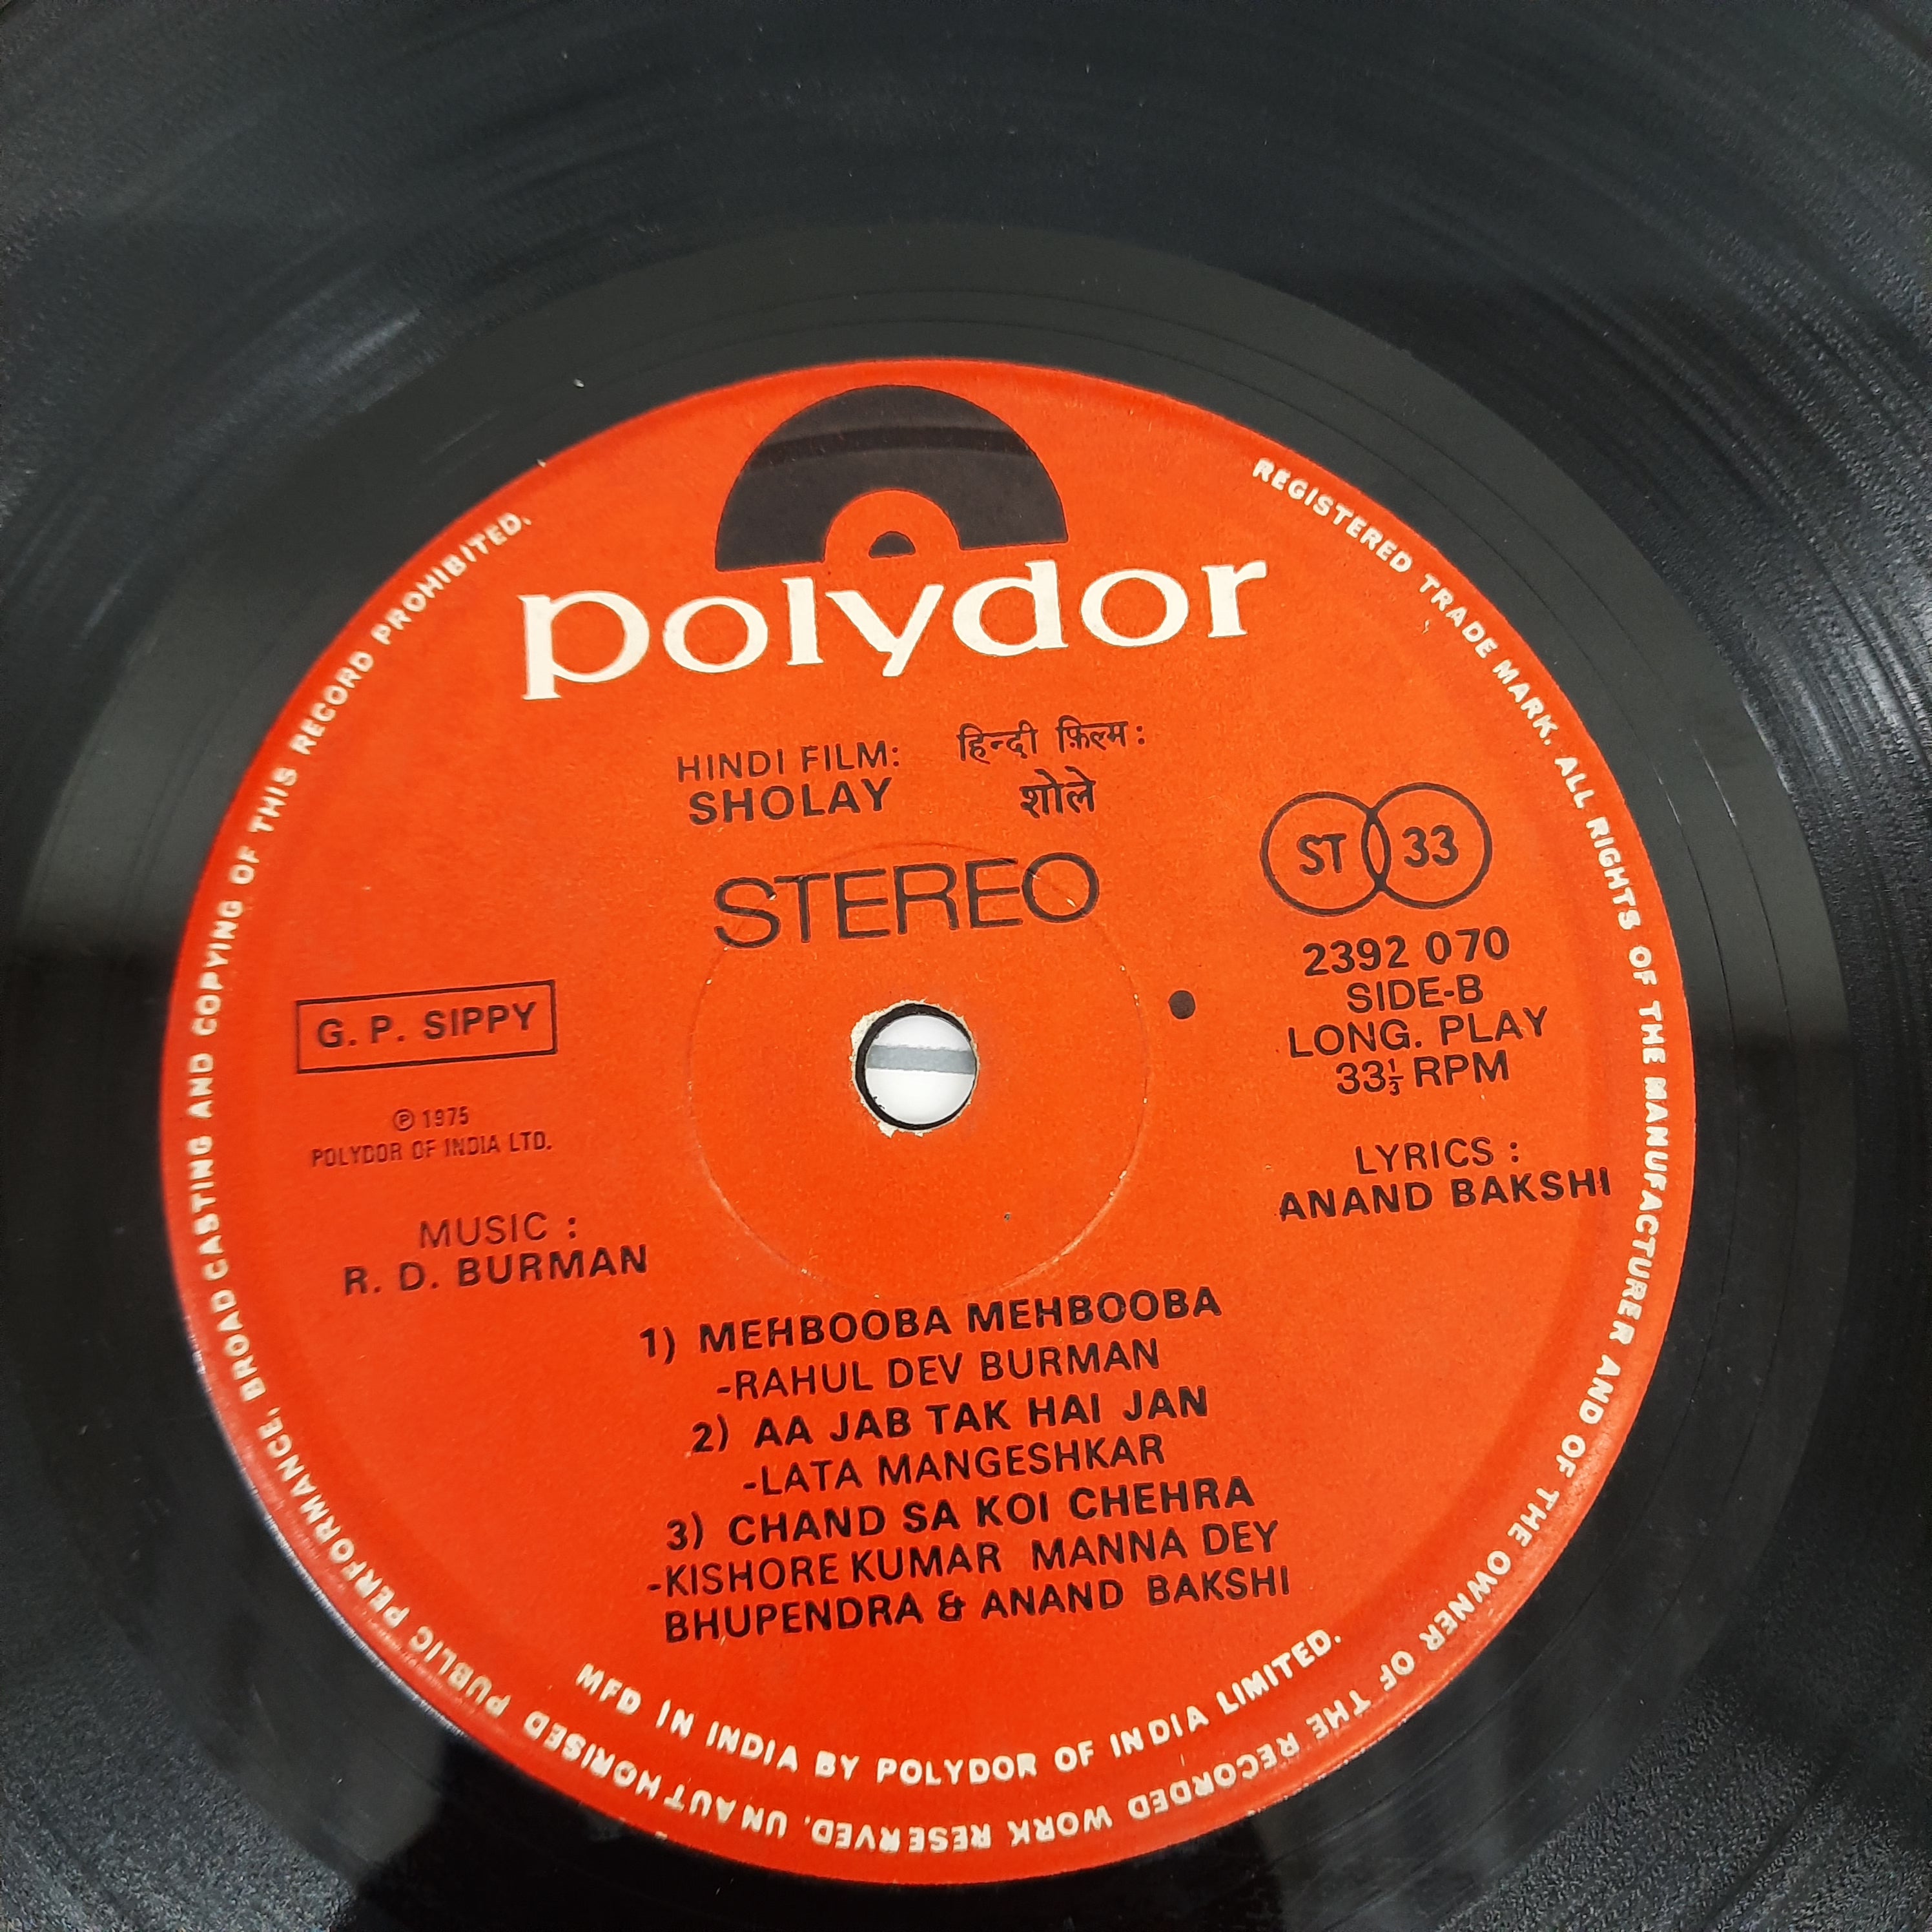 polydor
HINDI FILM:
SHOLAY
हिन्दी फ़िल्म :
शोले
STEREO
ST 33
2392 070
SIDE-B
LONG. PLAY
33⅓ RPM
G. P. SIPPY
℗ 1975
POLYDOR OF INDIA LTD.
LYRICS :
ANAND BAKSHI
MUSIC :
R. D. BURMAN
1) MEHBOOBA MEHBOOBA
-RAHUL DEV BURMAN
2) AA JAB TAK HAI JAN
-LATA MANGESHKAR
3) CHAND SA KOI CHEHRA
-KISHORE KUMAR MANNA DEY
BHUPENDRA & ANAND BAKSHI
MFD IN INDIA BY POLYDOR OF INDIA LIMITED.
REGISTERED TRADE MARK. ALL RIGHTS OF THE MANUFACTURER AND OF THE OWNER OF THE RECORDED WORK RESERVED. UNAUTHORISED PUBLIC PERFORMANCE, BROADCASTING AND COPYING OF THIS RECORD PROHIBITED.